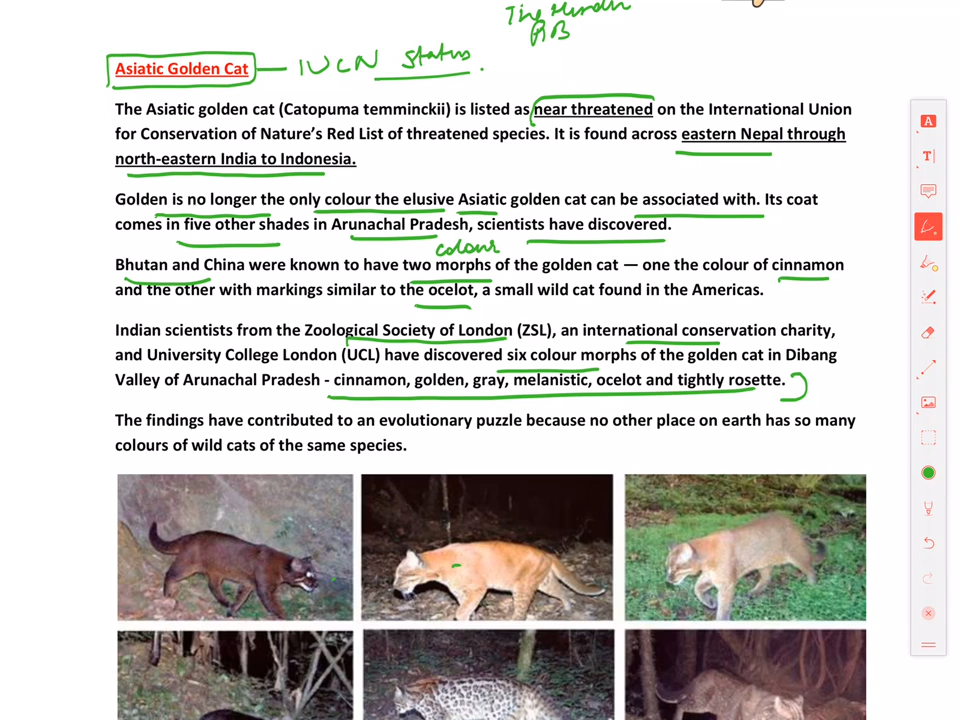 The Hindu
Asiatic Golden Cat
IUCN Status.
The Asiatic golden cat (Catopuma temminckii) is listed as near threatened on the International Union
for Conservation of Nature's Red List of threatened species. It is found across eastern Nepal through
north-eastern India to Indonesia.
Golden is no longer the only colour the elusive Asiatic golden cat can be associated with. Its coat
comes in five other shades in Arunachal Pradesh, scientists have discovered.
colour
Bhutan and China were known to have two morphs of the golden cat — one the colour of cinnamon
and the other with markings similar to the ocelot, a small wild cat found in the Americas.
Indian scientists from the Zoological Society of London (ZSL), an international conservation charity,
and University College London (UCL) have discovered six colour morphs of the golden cat in Dibang
Valley of Arunachal Pradesh - cinnamon, golden, gray, melanistic, ocelot and tightly rosette.
The findings have contributed to an evolutionary puzzle because no other place on earth has so many
colours of wild cats of the same species.
A
T